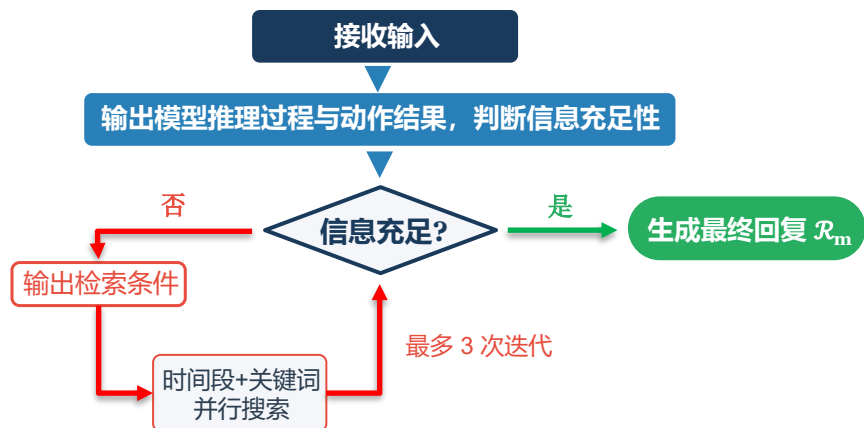 接收输入
输出模型推理过程与动作结果，判断信息充足性
否
是
信息充足?
生成最终回复 ℛₘ
输出检索条件
最多 3 次迭代
时间段+关键词
并行搜索